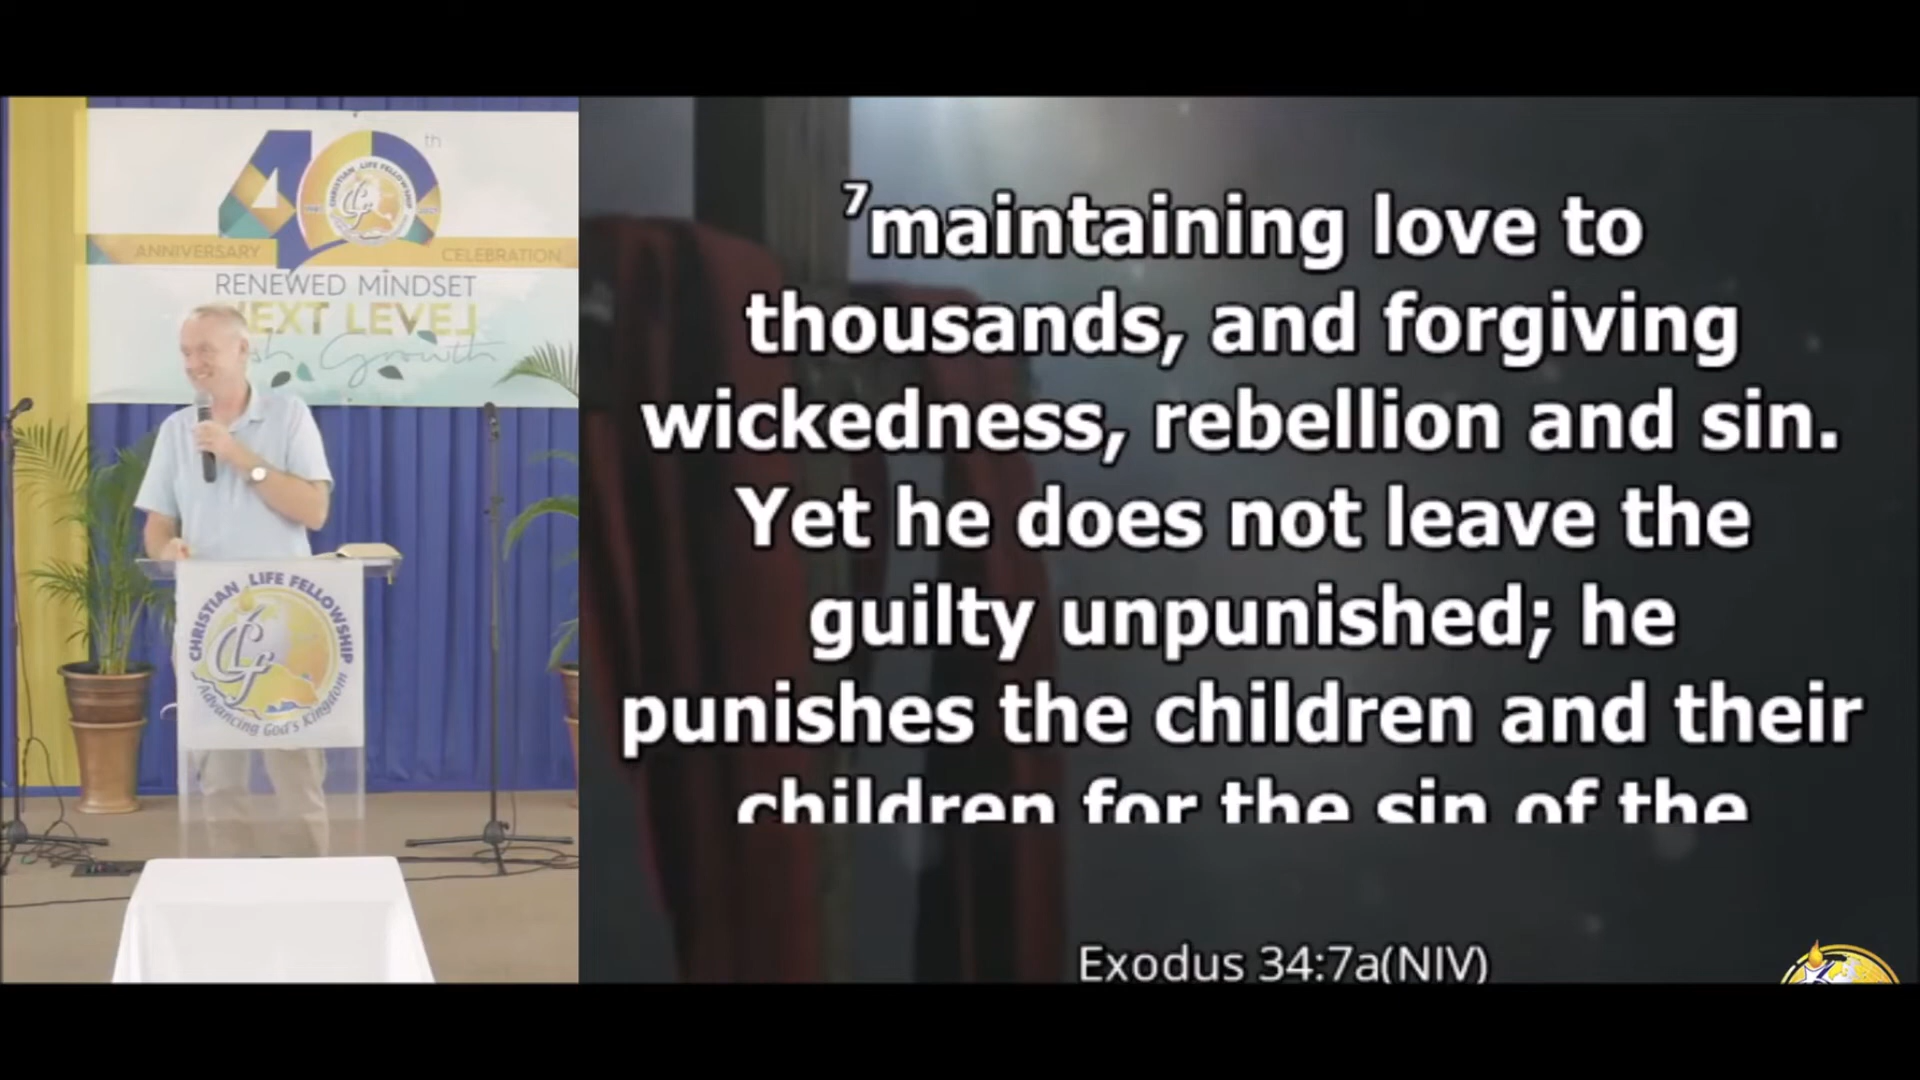 40th
CHRISTIAN LIFE FELLOWSHIP
ANNIVERSARY
CELEBRATION
RENEWED MINDSET
NEXT LEVEL
Growth
CHRISTIAN LIFE FELLOWSHIP
CLF
Advancing God's Kingdom
7maintaining love to
thousands, and forgiving
wickedness, rebellion and sin.
Yet he does not leave the
guilty unpunished; he
punishes the children and their
children for the sin of the
Exodus 34:7a(NIV)